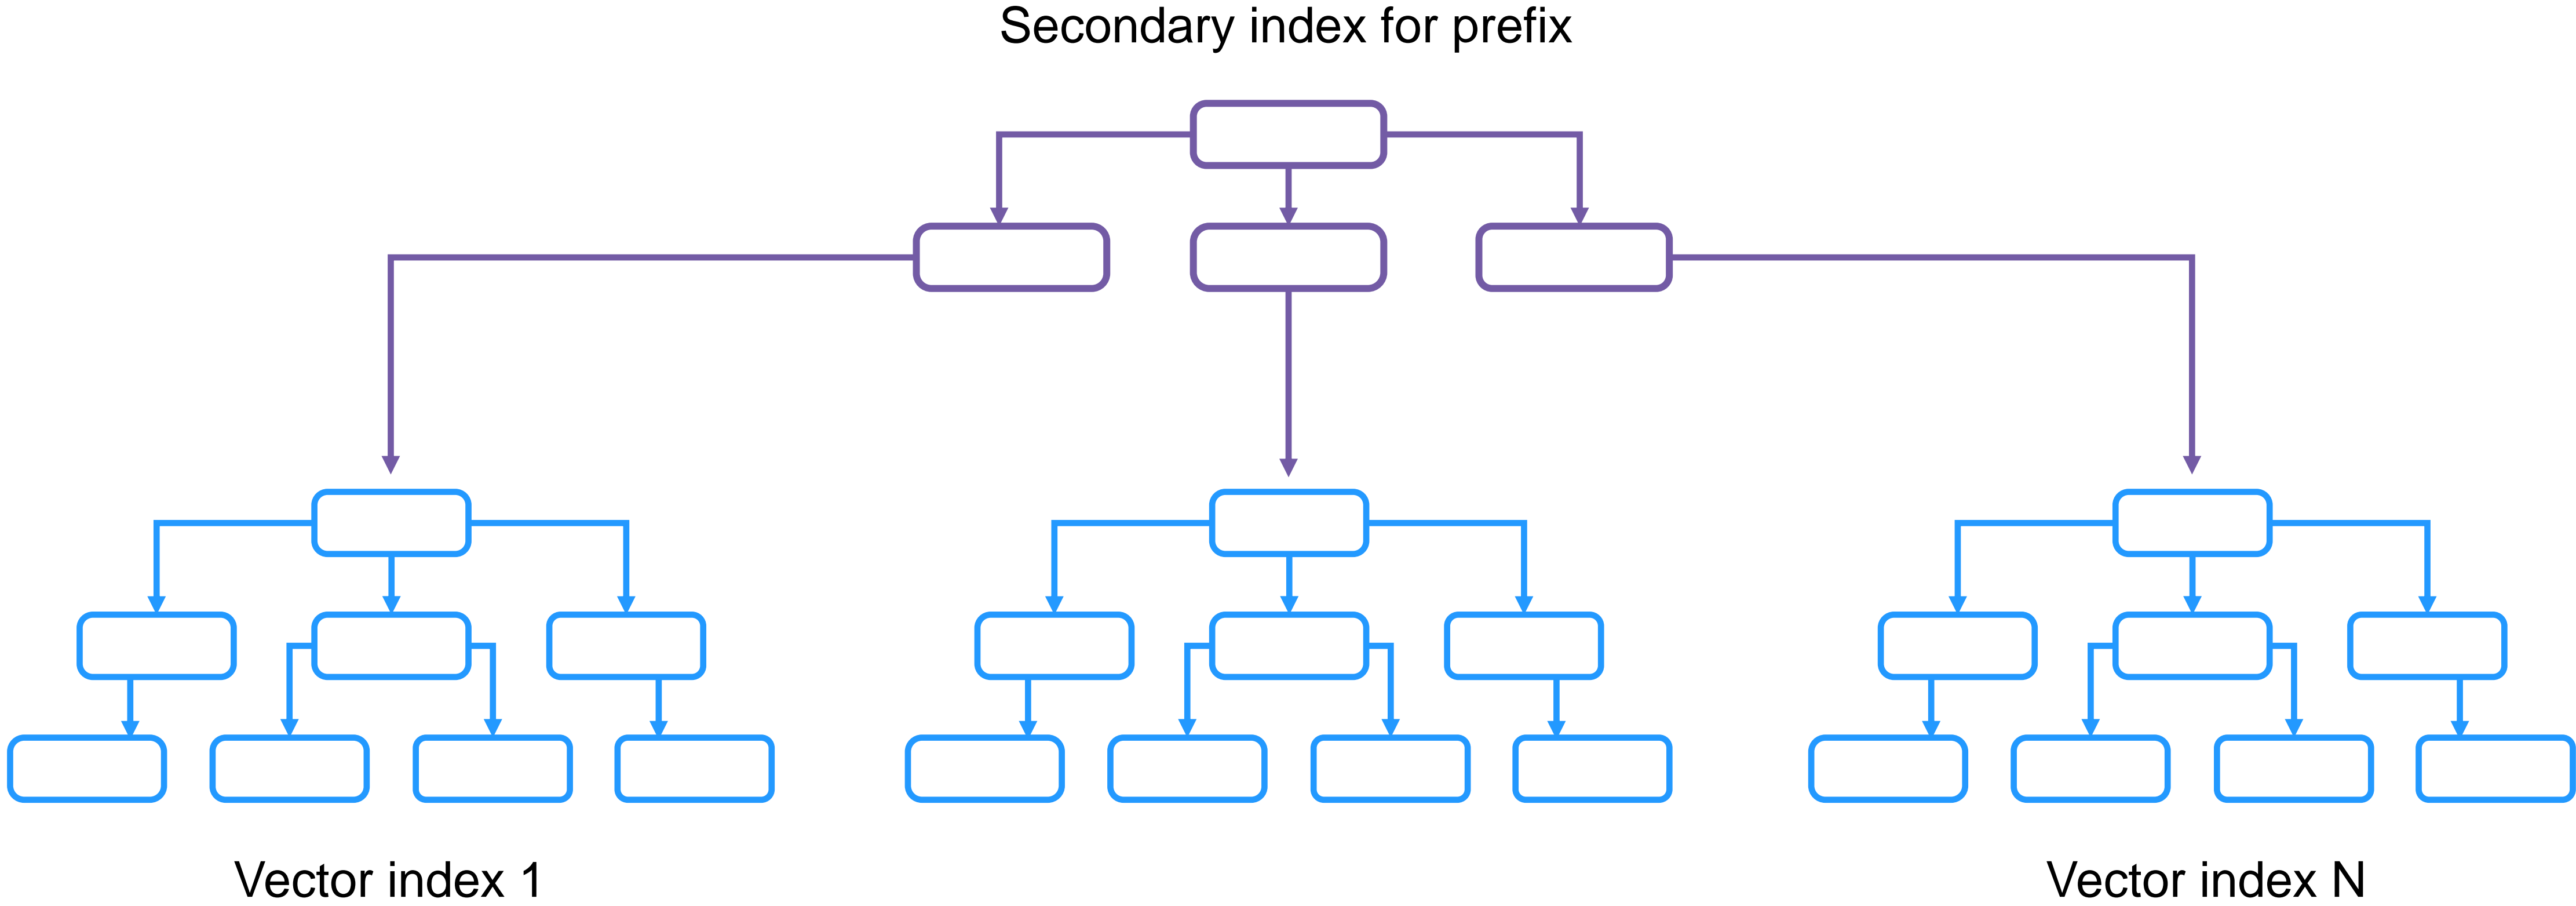 Secondary index for prefix
Vector index 1
Vector index N